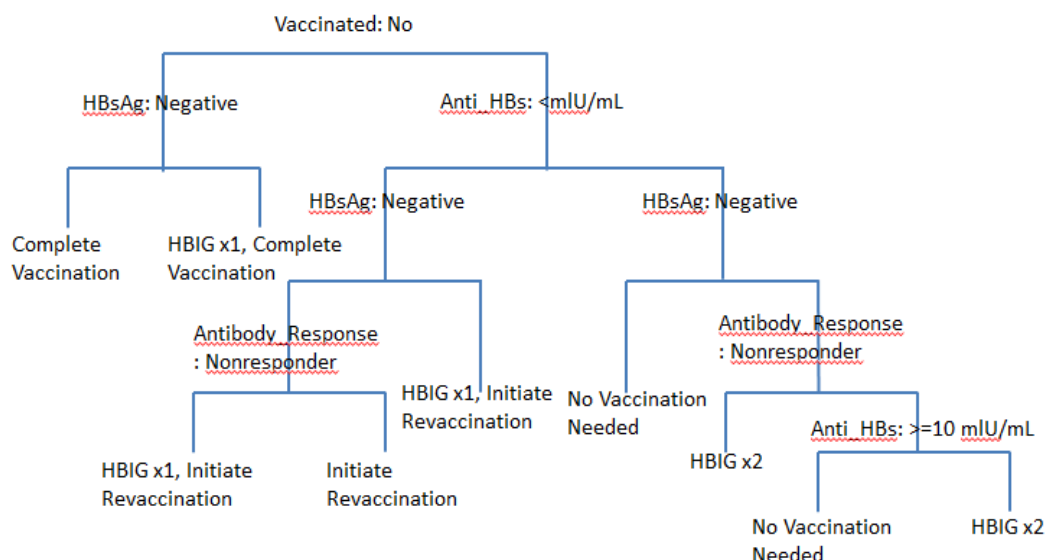 Vaccinated: No
HBsAg: Negative
Anti_HBs: <mlU/mL
HBsAg: Negative
HBsAg: Negative
Complete
Vaccination
HBIG x1, Complete
Vaccination
Antibody_Response
: Nonresponder
Antibody_Response
: Nonresponder
HBIG x1, Initiate
Revaccination
No Vaccination
Needed
Anti_HBs: >=10 mlU/mL
HBIG x2
HBIG x1, Initiate
Revaccination
Initiate
Revaccination
No Vaccination
Needed
HBIG x2